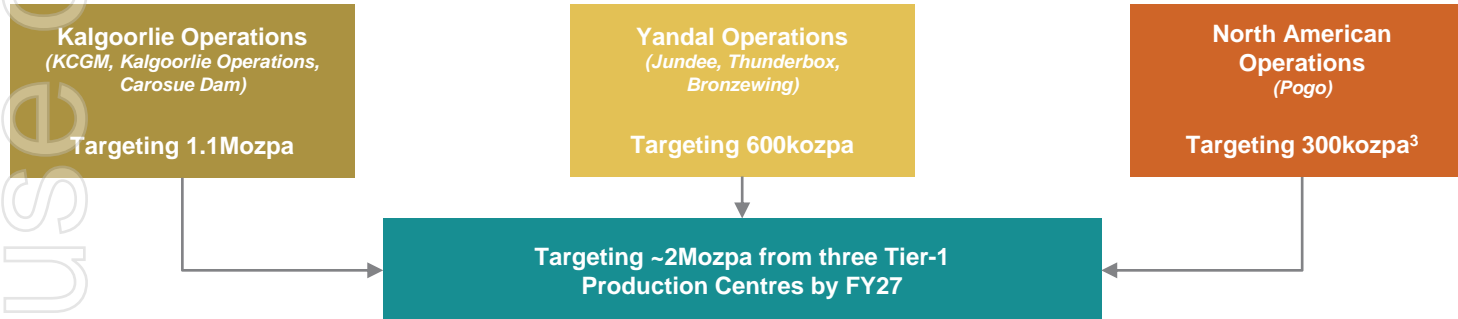 Kalgoorlie Operations
(KCGM, Kalgoorlie Operations,
Carosue Dam)
Targeting 1.1Mozpa
Yandal Operations
(Jundee, Thunderbox,
Bronzewing)
Targeting 600kozpa
North American
Operations
(Pogo)
Targeting 300kozpa³
Targeting ~2Mozpa from three Tier-1
Production Centres by FY27
use